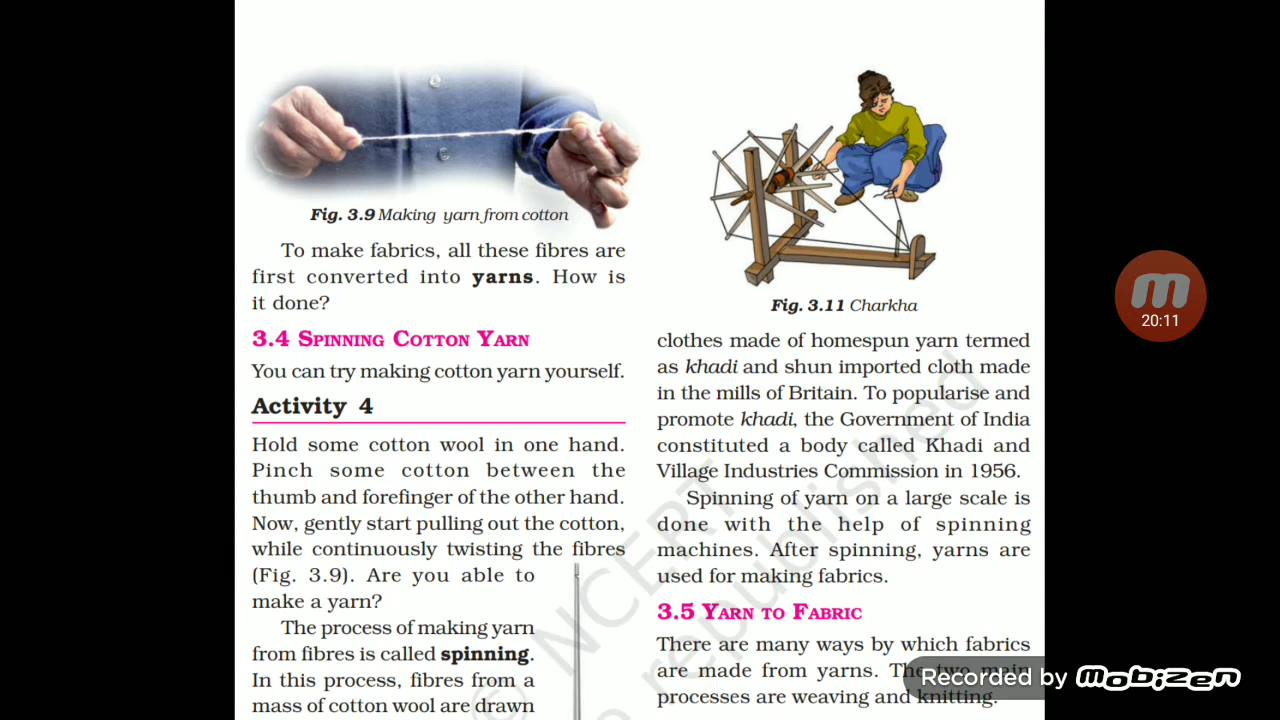 Fig. 3.9 Making yarn from cotton
To make fabrics, all these fibres are
first converted into yarns. How is
it done?
3.4 SPINNING COTTON YARN
You can try making cotton yarn yourself.
Activity 4
Hold some cotton wool in one hand.
Pinch some cotton between the
thumb and forefinger of the other hand.
Now, gently start pulling out the cotton,
while continuously twisting the fibres
(Fig. 3.9). Are you able to
make a yarn?
The process of making yarn
from fibres is called spinning.
In this process, fibres from a
mass of cotton wool are drawn
Fig. 3.11 Charkha
clothes made of homespun yarn termed
as khadi and shun imported cloth made
in the mills of Britain. To popularise and
promote khadi, the Government of India
constituted a body called Khadi and
Village Industries Commission in 1956.
Spinning of yarn on a large scale is
done with the help of spinning
machines. After spinning, yarns are
used for making fabrics.
3.5 YARN TO FABRIC
There are many ways by which fabrics
are made from yarns. The two main
processes are weaving and knitting.
© NCERT
republished
20:11
Recorded by mobizen